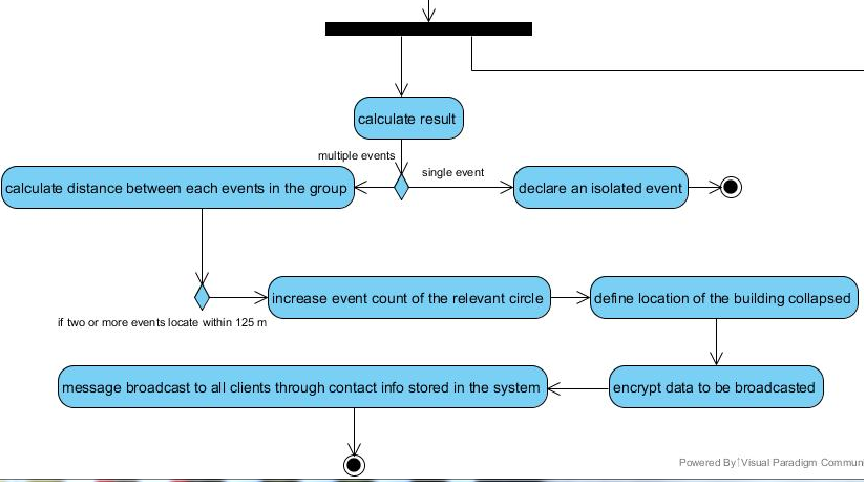 calculate result
multiple events
single event
calculate distance between each events in the group
declare an isolated event
increase event count of the relevant circle
define location of the building collapsed
if two or more events locate within 125 m
message broadcast to all clients through contact info stored in the system
encrypt data to be broadcasted
Powered By Visual Paradigm Commun